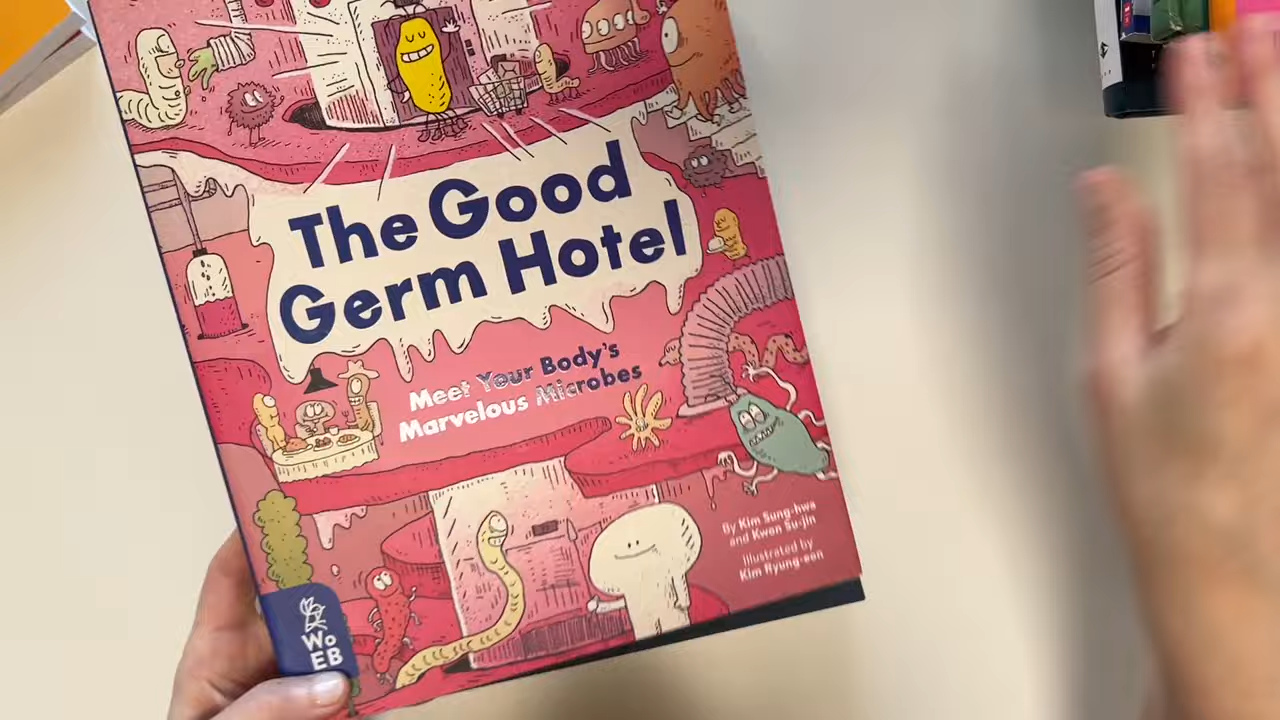 The Good
Germ Hotel
Meet Your Body's
Marvelous Microbes
By Kim Sung-hwa
and Kwon Su-jin
Illustrated by
Kim Ryung-eon
Wo
EB